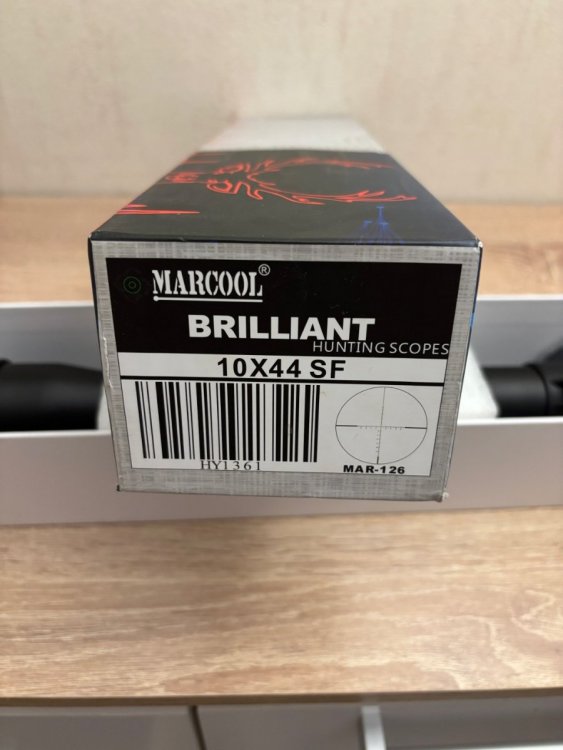 MARCOOL®
BRILLIANT
HUNTING SCOPES
10X44 SF
HY1361
MAR-126